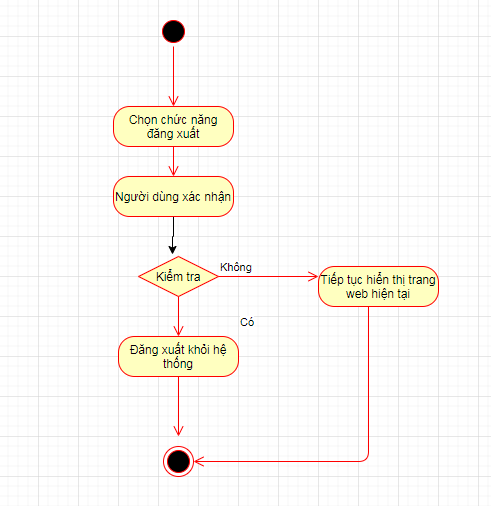 Chọn chức năng
đăng xuất
Người dùng xác nhận
Kiểm tra
Không
Tiếp tục hiển thị trang
web hiện tại
Có
Đăng xuất khỏi hệ
thống